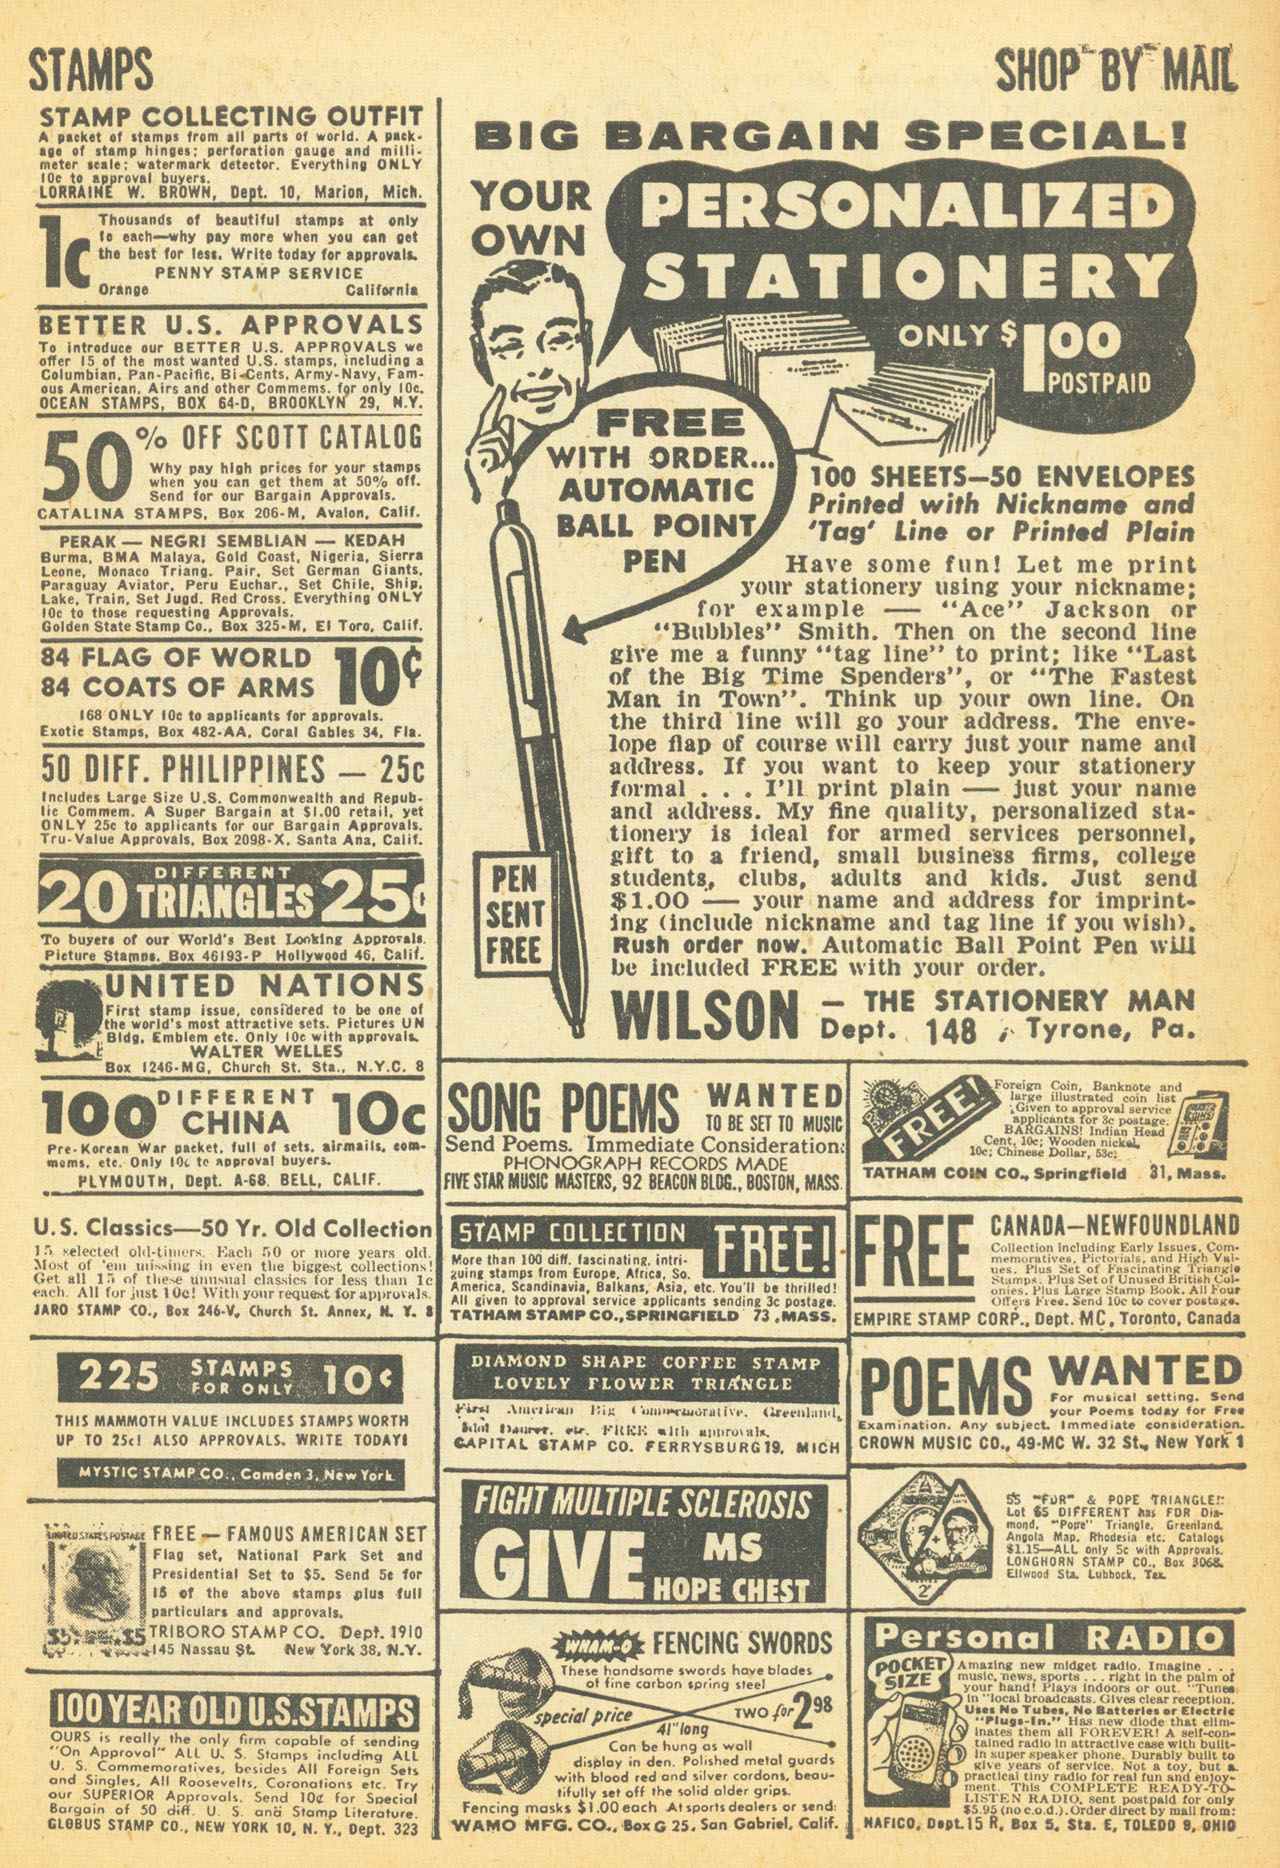 STAMPS
SHOP BY MAIL
STAMP COLLECTING OUTFIT
A packet of stamps from all parts of world. A pack-
age of stamp hinges; perforation gauge and milli-
meter scale; watermark detector. Everything ONLY
10c to approval buyers.
LORRAINE W. BROWN, Dept. 10, Marion, Mich.
1c
Thousands of beautiful stamps at only
1c each—why pay more when you can get
the best for less. Write today for approvals.
PENNY STAMP SERVICE
Orange California
BETTER U.S. APPROVALS
To introduce our BETTER U.S. APPROVALS we
offer 15 of the most wanted U.S. stamps, including a
Columbian, Pan-Pacific, Bi-Cents, Army-Navy, Fam-
ous American, Airs and other Commems. for only 10c.
OCEAN STAMPS, BOX 64-D, BROOKLYN 29, N.Y.
50% OFF SCOTT CATALOG
Why pay high prices for your stamps
when you can get them at 50% off.
Send for our Bargain Approvals.
CATALINA STAMPS, Box 206-M, Avalon, Calif.
PERAK — NEGRI SEMBLIAN — KEDAH
Burma, BMA Malaya, Gold Coast, Nigeria, Sierra
Leone, Monaco Triang. Pair, Set German Giants,
Paraguay Aviator, Peru Euchar., Set Chile, Ship,
Lake, Train, Set Jugd. Red Cross. Everything ONLY
10c to those requesting Approvals.
Golden State Stamp Co., Box 325-M, El Toro, Calif.
84 FLAG OF WORLD
84 COATS OF ARMS
10¢
168 ONLY 10c to applicants for approvals.
Exotic Stamps, Box 482-AA, Coral Gables 34, Fla.
50 DIFF. PHILIPPINES — 25c
Includes Large Size U.S. Commonwealth and Repub-
lic Commem. A Super Bargain at $1.00 retail, yet
ONLY 25c to applicants for our Bargain Approvals.
Tru-Value Approvals, Box 2098-X, Santa Ana, Calif.
20 DIFFERENT TRIANGLES 25¢
To buyers of our World's Best Looking Approvals.
Picture Stamps, Box 46193-P Hollywood 46, Calif.
UNITED NATIONS
First stamp issue, considered to be one of
the world's most attractive sets. Pictures UN
Bldg. Emblem etc. Only 10c with approvals.
WALTER WELLES
Box 1246-MG, Church St. Sta., N.Y.C. 8
100 DIFFERENT CHINA 10c
Pre-Korean War packet, full of sets, airmails, com-
mems, etc. Only 10c to approval buyers.
PLYMOUTH, Dept. A-68, BELL, CALIF.
U.S. Classics—50 Yr. Old Collection
15 selected old-timers. Each 50 or more years old.
Most of 'em missing in even the biggest collections!
Get all 15 of these unusual classics for less than 1c
each. All for just 10c! With your request for approvals.
JARO STAMP CO., Box 246-V, Church St. Annex, N. Y. 8
225 STAMPS FOR ONLY 10¢
THIS MAMMOTH VALUE INCLUDES STAMPS WORTH
UP TO 25c! ALSO APPROVALS. WRITE TODAY!
MYSTIC STAMP CO., Camden 3, New York
UNITED STATES POSTAGE
$5 $5
FREE — FAMOUS AMERICAN SET
Flag set, National Park Set and
Presidential Set to $5. Send 5c for
15 of the above stamps plus full
particulars and approvals.
TRIBORO STAMP CO. Dept. 1910
145 Nassau St. New York 38, N.Y.
100 YEAR OLD U.S. STAMPS
OURS is really the only firm capable of sending
"On Approval" ALL U. S. Stamps including ALL
U. S. Commemoratives, besides All Foreign Sets
and Singles, All Roosevelts, Coronations etc. Try
our SUPERIOR Approvals. Send 10¢ for Special
Bargain of 50 diff. U. S. and Stamp Literature.
GLOBUS STAMP CO., NEW YORK 10, N. Y., Dept. 323
BIG BARGAIN SPECIAL!
YOUR OWN
PERSONALIZED
STATIONERY
ONLY $1.00
POSTPAID
FREE
WITH ORDER...
AUTOMATIC
BALL POINT
PEN
100 SHEETS—50 ENVELOPES
Printed with Nickname and
'Tag' Line or Printed Plain
Have some fun! Let me print
your stationery using your nickname;
for example — "Ace" Jackson or
"Bubbles" Smith. Then on the second line
give me a funny "tag line" to print; like "Last
of the Big Time Spenders", or "The Fastest
Man in Town". Think up your own line. On
the third line will go your address. The enve-
lope flap of course will carry just your name and
address. If you want to keep your stationery
formal . . . I'll print plain — just your name
and address. My fine quality, personalized sta-
tionery is ideal for armed services personnel,
gift to a friend, small business firms, college
students, clubs, adults and kids. Just send
$1.00 — your name and address for imprint-
ing (include nickname and tag line if you wish).
Rush order now. Automatic Ball Point Pen will
be included FREE with your order.
PEN
SENT
FREE
WILSON — THE STATIONERY MAN
Dept. 148, Tyrone, Pa.
SONG POEMS WANTED
TO BE SET TO MUSIC
Send Poems. Immediate Consideration.
PHONOGRAPH RECORDS MADE
FIVE STAR MUSIC MASTERS, 92 BEACON BLDG., BOSTON, MASS.
FREE!
Foreign Coin, Banknote and
large illustrated coin list
Given to approval service
applicants for 3c postage.
BARGAINS! Indian Head
Cent, 10c; Wooden nickel,
10c; Chinese Dollar, 53c;
TATHAM COIN CO., Springfield 31, Mass.
STAMP COLLECTION FREE!
More than 100 diff. fascinating, intri-
guing stamps from Europe, Africa, So.
America, Scandinavia, Balkans, Asia, etc. You'll be thrilled!
All given to approval service applicants sending 3c postage.
TATHAM STAMP CO., SPRINGFIELD 73, MASS.
FREE
CANADA—NEWFOUNDLAND
Collection including Early Issues, Com-
memoratives, Pictorials, and High Val-
ues. Plus Set of Fascinating Triangle
Stamps. Plus Set of Unused British Col-
onies. Plus Large Stamp Book. All Four
Offers Free. Send 10c to cover postage.
EMPIRE STAMP CORP., Dept. MC, Toronto, Canada
DIAMOND SHAPE COFFEE STAMP
LOVELY FLOWER TRIANGLE
First American Big Commemorative, Greenland,
etc. FREE with approvals.
CAPITAL STAMP CO. FERRYSBURG 19, MICH
POEMS WANTED
For musical setting. Send
your Poems today for Free
Examination. Any subject. Immediate consideration.
CROWN MUSIC CO., 49-MC W. 32 St., New York 1
FIGHT MULTIPLE SCLEROSIS
GIVE MS HOPE CHEST
55 "FDR" & POPE TRIANGLE!
Lot 55 DIFFERENT has FDR Dia-
mond, "Pope" Triangle, Greenland,
Angola Map, Rhodesia etc. Catalogs
$1.15—ALL only 5c with Approvals.
LONGHORN STAMP CO., Box 3068,
Ellwood Sta. Lubbock, Tex.
WHAM-O FENCING SWORDS
These handsome swords have blades
of fine carbon spring steel
special price TWO for 2.98
41" long
Can be hung as wall
display in den. Polished metal guards
with blood red and silver cordons, beau-
tifully set off the solid alder grips.
Fencing masks $1.00 each At sports dealers or send:
WAMO MFG. CO., Box G 25, San Gabriel, Calif.
Personal RADIO
POCKET
SIZE
Amazing new midget radio. Imagine . . .
music, news, sports . . . right in the palm of
your hand! Plays indoors or out. "Tunes
in "local broadcasts. Gives clear reception.
Uses No Tubes, No Batteries or Electric
"Plugs-In." Has new diode that elim-
inates them all FOREVER! A self-con-
tained radio in attractive case with built-
in super speaker phone. Durably built to
give years of service. Not a toy, but a
practical tiny radio for real fun and enjoy-
ment. This COMPLETE READY-TO-
LISTEN RADIO, sent postpaid for only
$5.95 (no c.o.d.). Order direct by mail from:
NAFICO, Dept. 15 R, Box 5, Sta. E, TOLEDO 9, OHIO